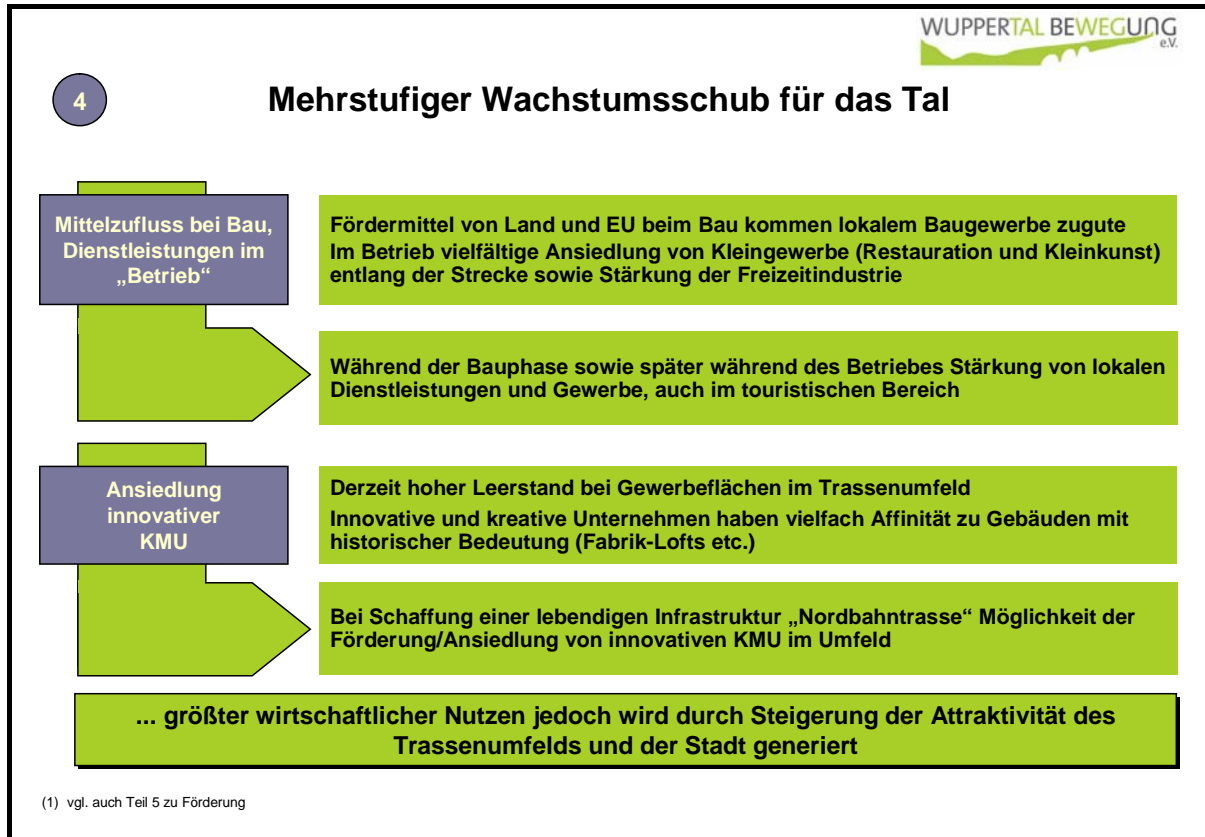 WUPPERTAL BEWEGUNG
e.V.
4
Mehrstufiger Wachstumsschub für das Tal
Mittelzufluss bei Bau,
Dienstleistungen im
„Betrieb“
Fördermittel von Land und EU beim Bau kommen lokalem Baugewerbe zugute
Im Betrieb vielfältige Ansiedlung von Kleingewerbe (Restauration und Kleinkunst)
entlang der Strecke sowie Stärkung der Freizeitindustrie
Während der Bauphase sowie später während des Betriebes Stärkung von lokalen
Dienstleistungen und Gewerbe, auch im touristischen Bereich
Ansiedlung
innovativer
KMU
Derzeit hoher Leerstand bei Gewerbeflächen im Trassenumfeld
Innovative und kreative Unternehmen haben vielfach Affinität zu Gebäuden mit
historischer Bedeutung (Fabrik-Lofts etc.)
Bei Schaffung einer lebendigen Infrastruktur „Nordbahntrasse“ Möglichkeit der
Förderung/Ansiedlung von innovativen KMU im Umfeld
... größter wirtschaftlicher Nutzen jedoch wird durch Steigerung der Attraktivität des
Trassenumfelds und der Stadt generiert
(1) vgl. auch Teil 5 zu Förderung